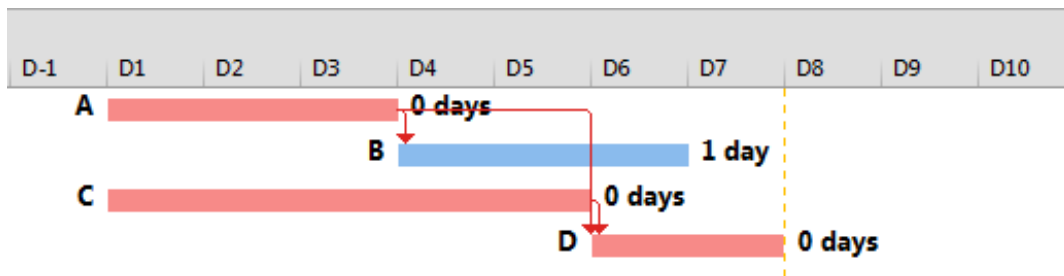 D-1 D1 D2 D3 D4 D5 D6 D7 D8 D9 D10
A 0 days
B 1 day
C 0 days
D 0 days